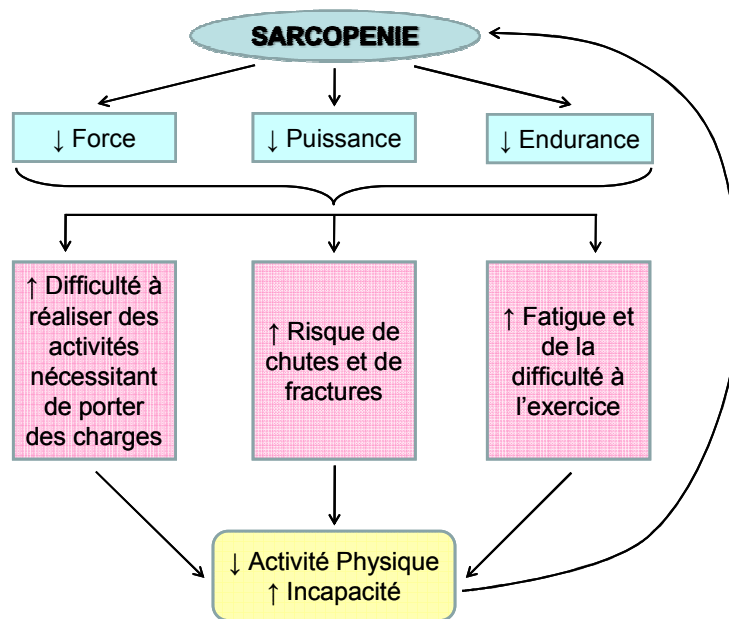 SARCOPENIE
↓ Force
↓ Puissance
↓ Endurance
↑ Difficulté à
réaliser des
activités
nécessitant
de porter
des charges
↑ Risque de
chutes et de
fractures
↑ Fatigue et
de la
difficulté à
l'exercice
↓ Activité Physique
↑ Incapacité